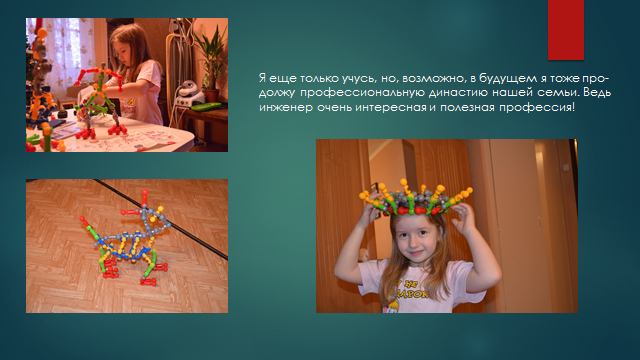 Я еще только учусь, но, возможно, в будущем я тоже про-
должу профессиональную династию нашей семьи. Ведь
инженер очень интересная и полезная профессия!